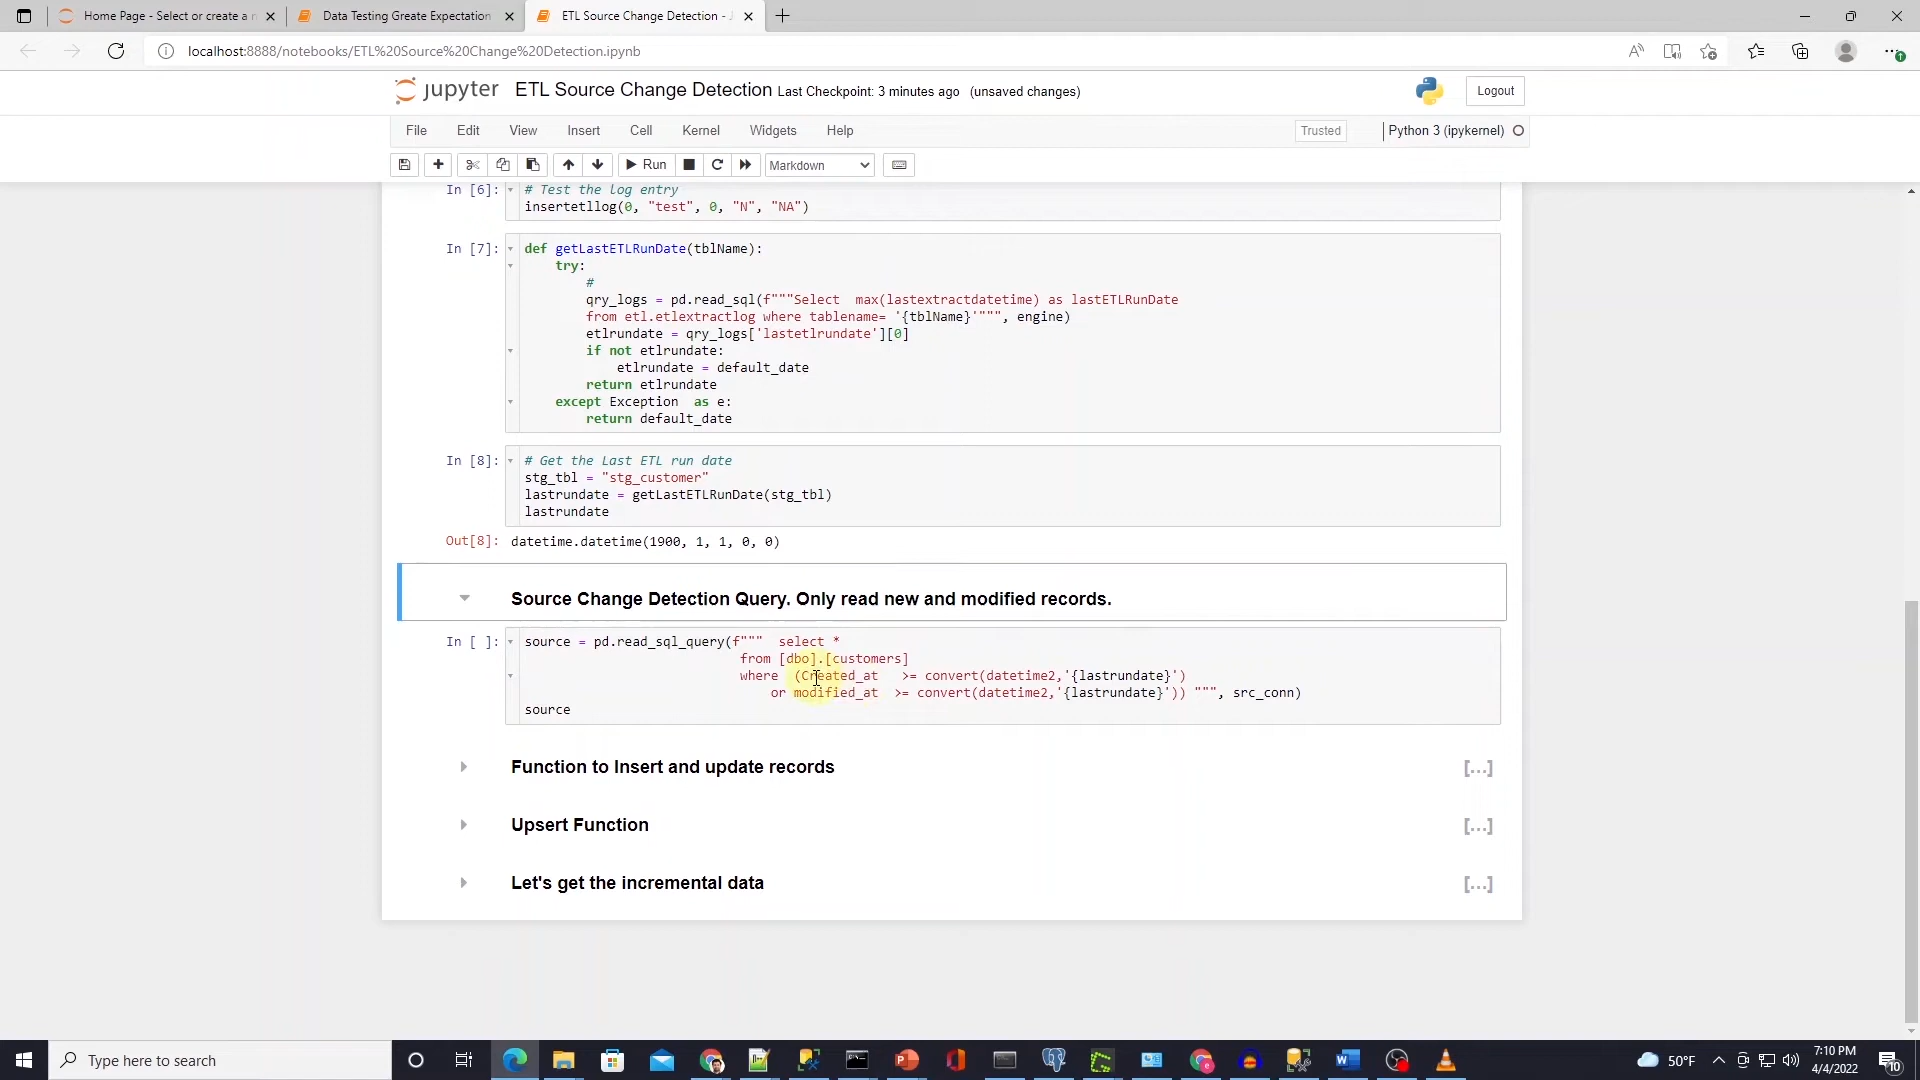 Home Page - Select or create a n
Data Testing Greate Expectation
ETL Source Change Detection - J
localhost:8888/notebooks/ETL%20Source%20Change%20Detection.ipynb
jupyter ETL Source Change Detection Last Checkpoint: 3 minutes ago (unsaved changes)
Logout
File Edit View Insert Cell Kernel Widgets Help
Trusted
Python 3 (ipykernel)
Run
Markdown
In [6]: # Test the log entry
insertetllog(0, "test", 0, "N", "NA")
In [7]: def getLastETLRunDate(tblName):
try:
#
qry_logs = pd.read_sql(f"""Select  max(lastextractdatetime) as lastETLRunDate
from etl.etlextractlog where tablename= '{tblName}'""", engine)
etlrundate = qry_logs['lastetlrundate'][0]
if not etlrundate:
etlrundate = default_date
return etlrundate
except Exception  as e:
return default_date
In [8]: # Get the Last ETL run date
stg_tbl = "stg_customer"
lastrundate = getLastETLRunDate(stg_tbl)
lastrundate
Out[8]: datetime.datetime(1900, 1, 1, 0, 0)
Source Change Detection Query. Only read new and modified records.
In [ ]: source = pd.read_sql_query(f"""  select *
from [dbo].[customers]
where  (Created_at   >= convert(datetime2,'{lastrundate}')
or modified_at  >= convert(datetime2,'{lastrundate}')) """, src_conn)
source
Function to Insert and update records [...]
Upsert Function [...]
Let's get the incremental data [...]
Type here to search
50°F
7:10 PM
4/4/2022
10